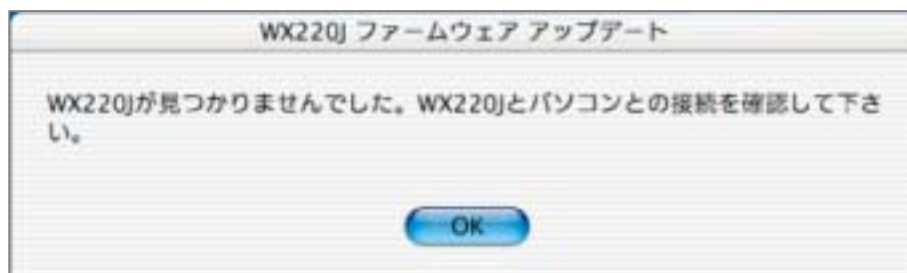 WX220J ファームウェア アップデート
WX220Jが見つかりませんでした。WX220Jとパソコンとの接続を確認して下さ
い。
OK